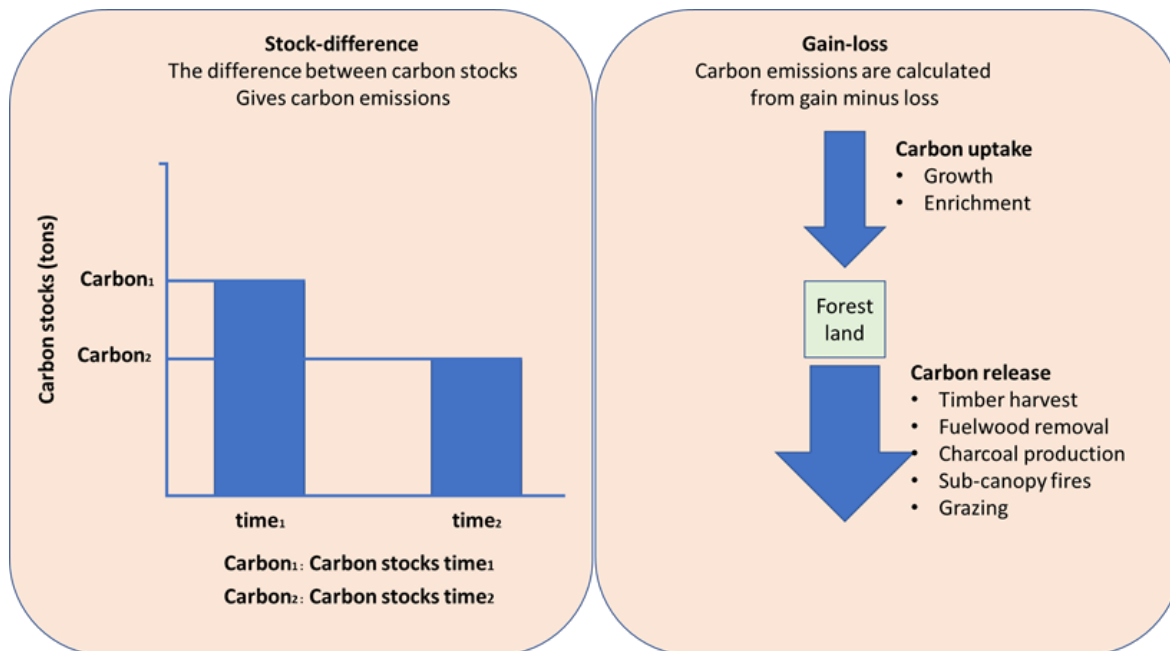 Stock-difference
The difference between carbon stocks
Gives carbon emissions
Carbon stocks (tons)
Carbon₁
Carbon₂
time₁
time₂
Carbon₁: Carbon stocks time₁
Carbon₂: Carbon stocks time₂
Gain-loss
Carbon emissions are calculated
from gain minus loss
Carbon uptake
• Growth
• Enrichment
Forest
land
Carbon release
• Timber harvest
• Fuelwood removal
• Charcoal production
• Sub-canopy fires
• Grazing